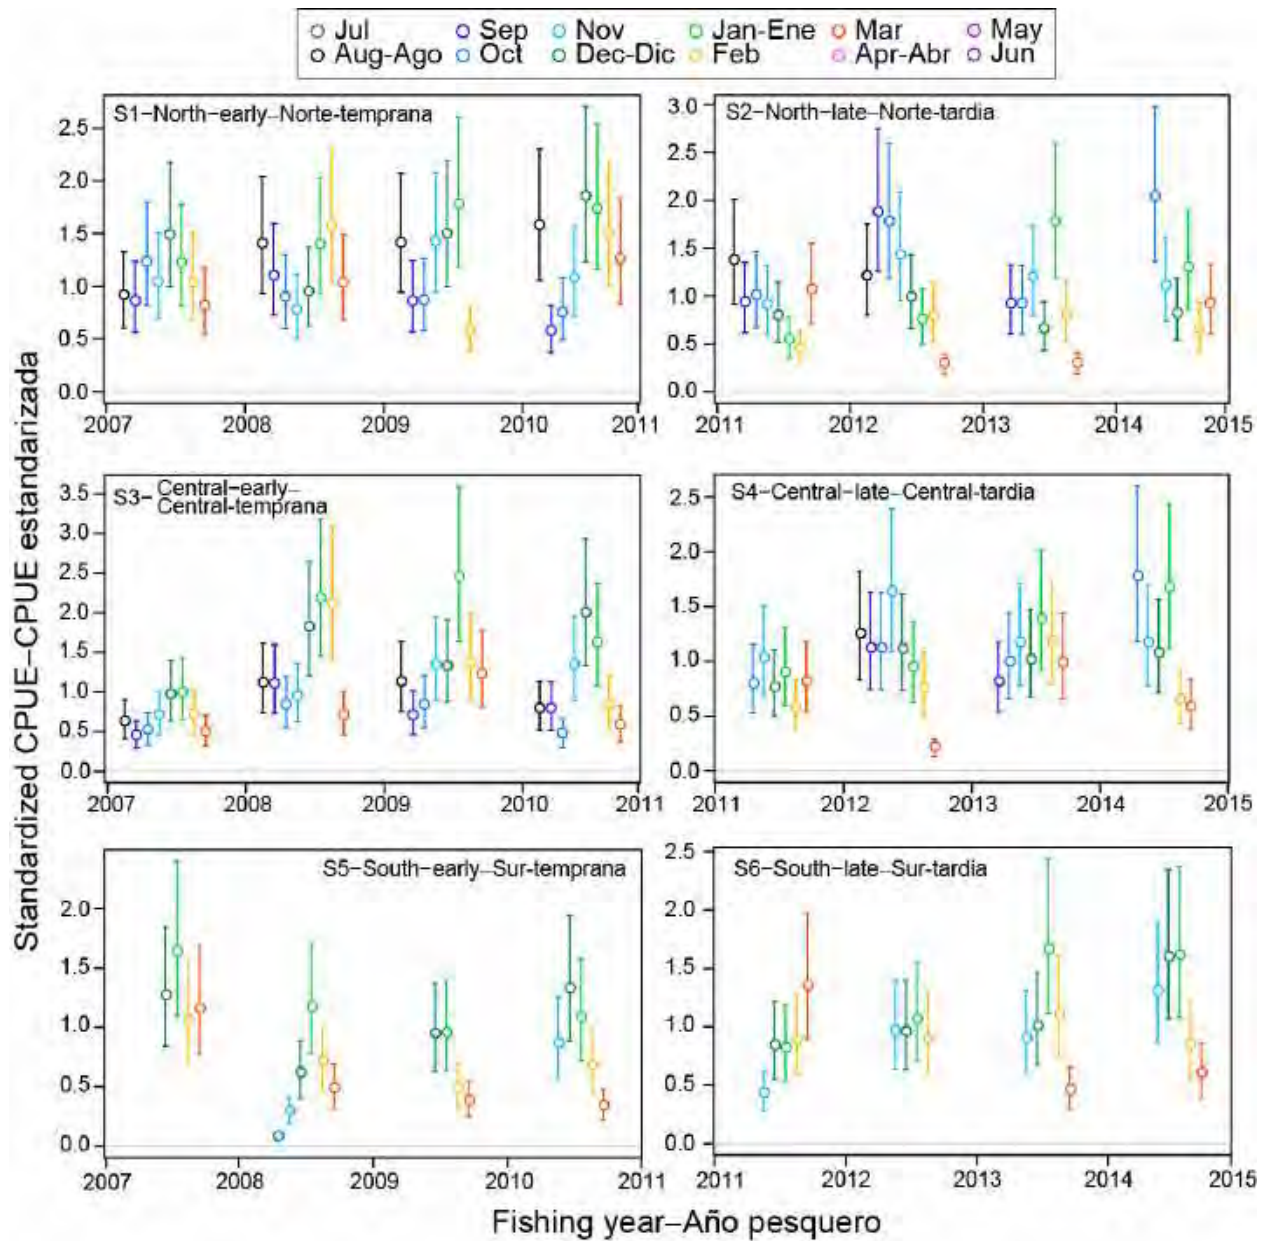 Jul Sep Nov Jan-Ene Mar May
Aug-Ago Oct Dec-Dic Feb Apr-Abr Jun
Standardized CPUE–CPUE estandarizada
S1–North–early–Norte-temprana
2.5
2.0
1.5
1.0
0.5
0.0
2007 2008 2009 2010 2011
S2–North–late–Norte-tardia
3.0
2.5
2.0
1.5
1.0
0.5
0.0
2011 2012 2013 2014 2015
S3– Central–early–
Central-temprana
3.5
3.0
2.5
2.0
1.5
1.0
0.5
0.0
2007 2008 2009 2010 2011
S4–Central–late–Central-tardia
2.5
2.0
1.5
1.0
0.5
0.0
2011 2012 2013 2014 2015
S5–South–early–Sur-temprana
2.0
1.5
1.0
0.5
0.0
2007 2008 2009 2010 2011
S6–South–late–Sur-tardia
2.5
2.0
1.5
1.0
0.5
0.0
2011 2012 2013 2014 2015
Fishing year–Año pesquero